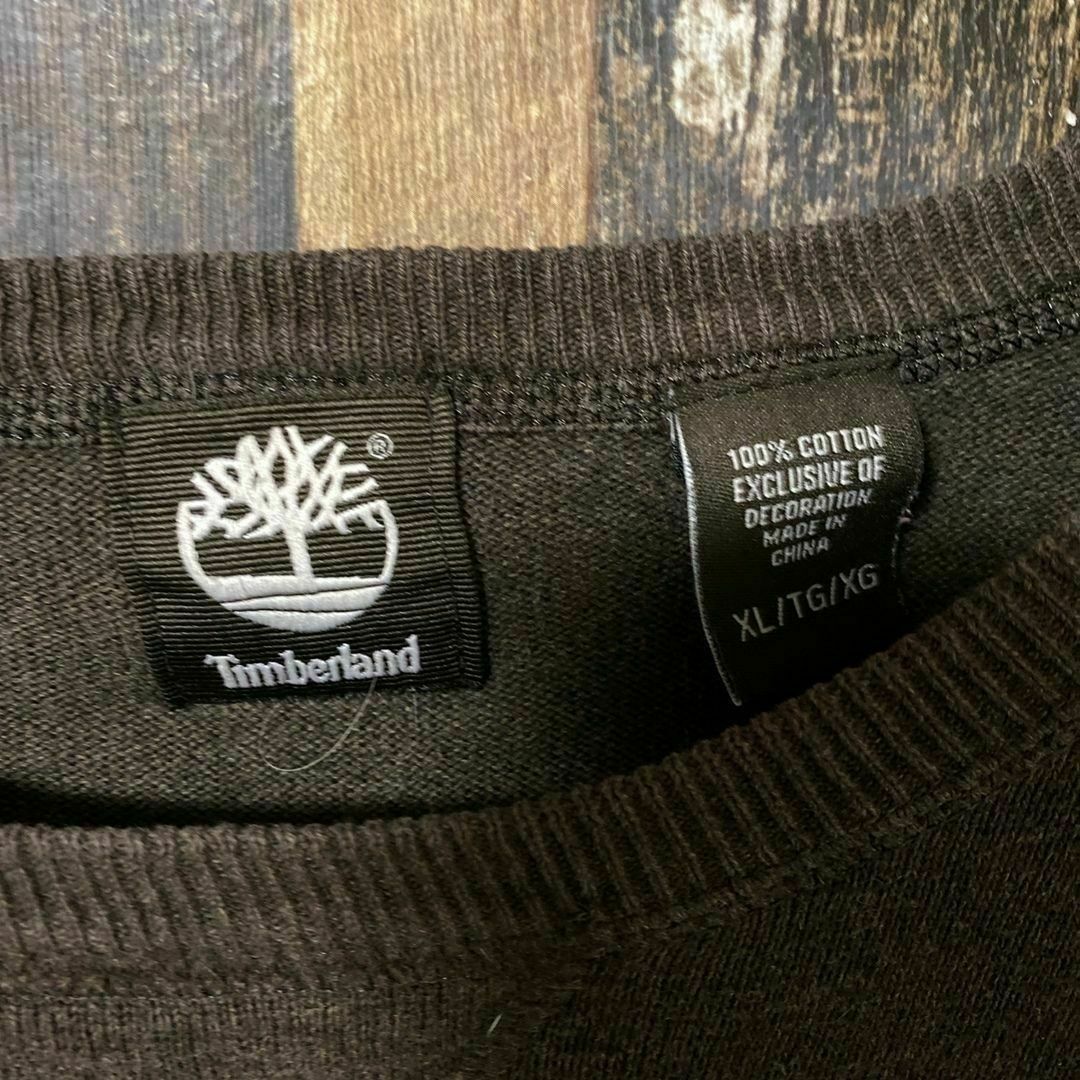 ®
Timberland
100% COTTON
EXCLUSIVE OF
DECORATION
MADE IN
CHINA
XL/TG/XG